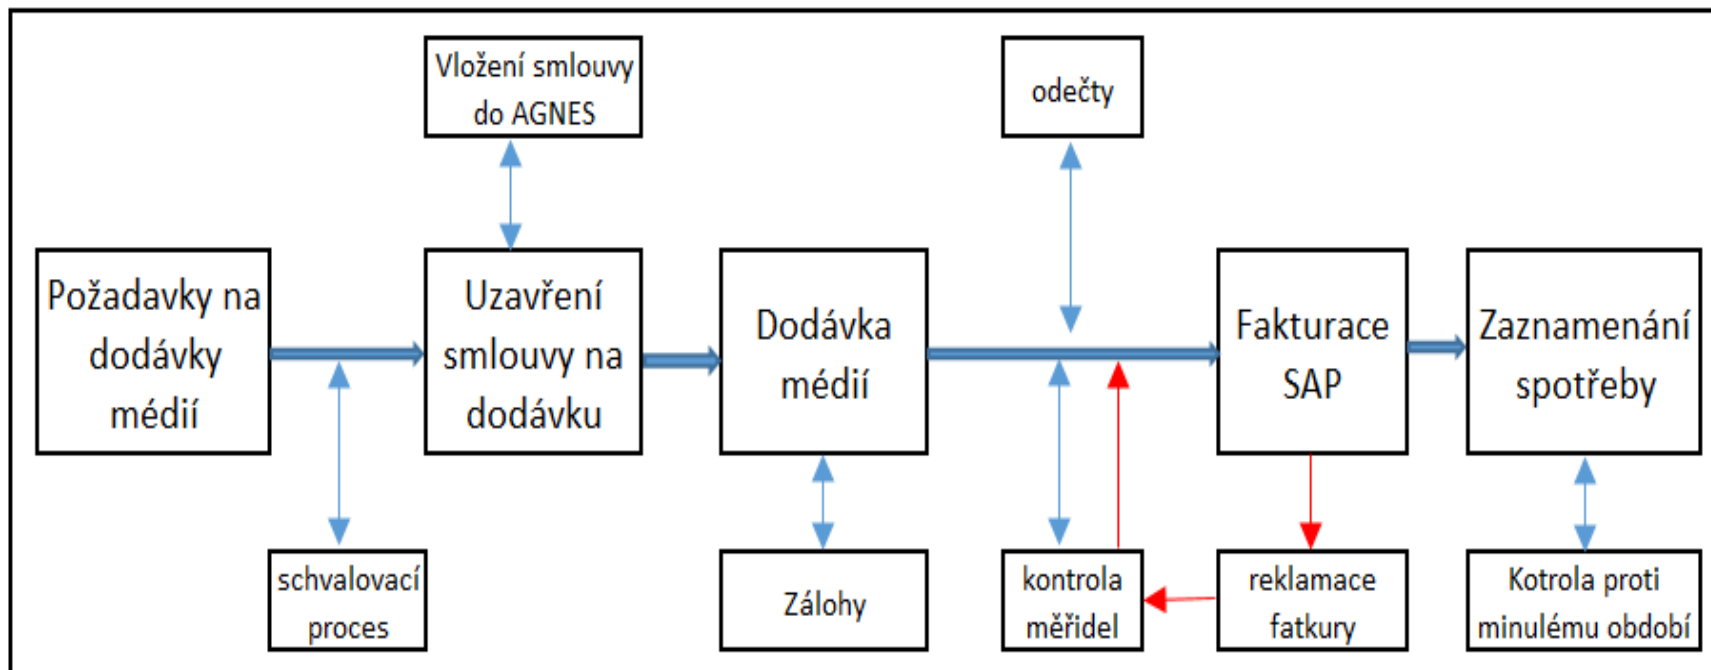 Vložení smlouvy
do AGNES
odečty
Požadavky na
dodávky
médií
Uzavření
smlouvy na
dodávku
Dodávka
médií
Fakturace
SAP
Zaznamenání
spotřeby
schvalovací
proces
Zálohy
kontrola
měřidel
reklamace
fatkury
Kotrola proti
minulému období